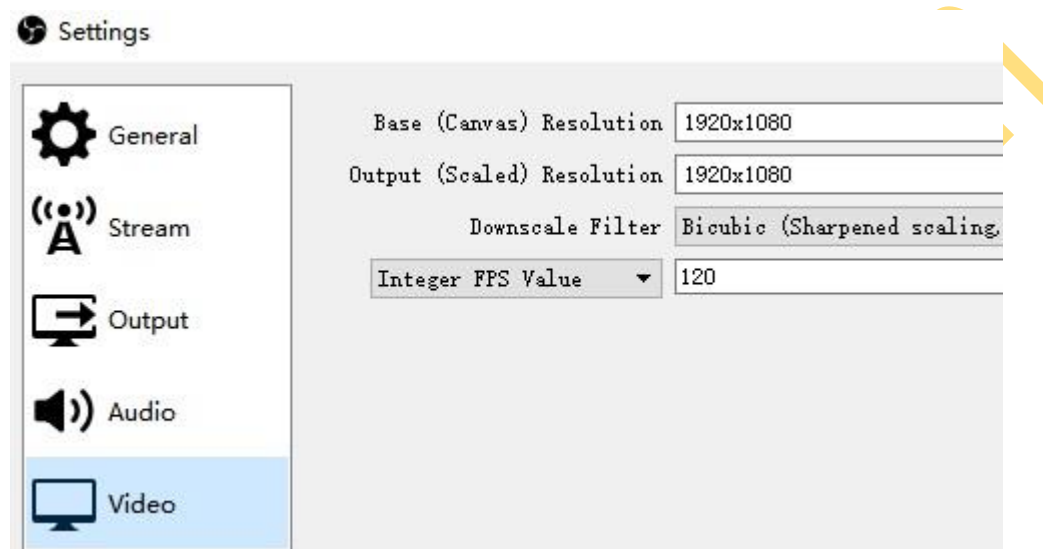 Settings
General
Stream
Output
Audio
Video
Base (Canvas) Resolution 1920x1080
Output (Scaled) Resolution 1920x1080
Downscale Filter Bicubic (Sharpened scaling,
Integer FPS Value 120